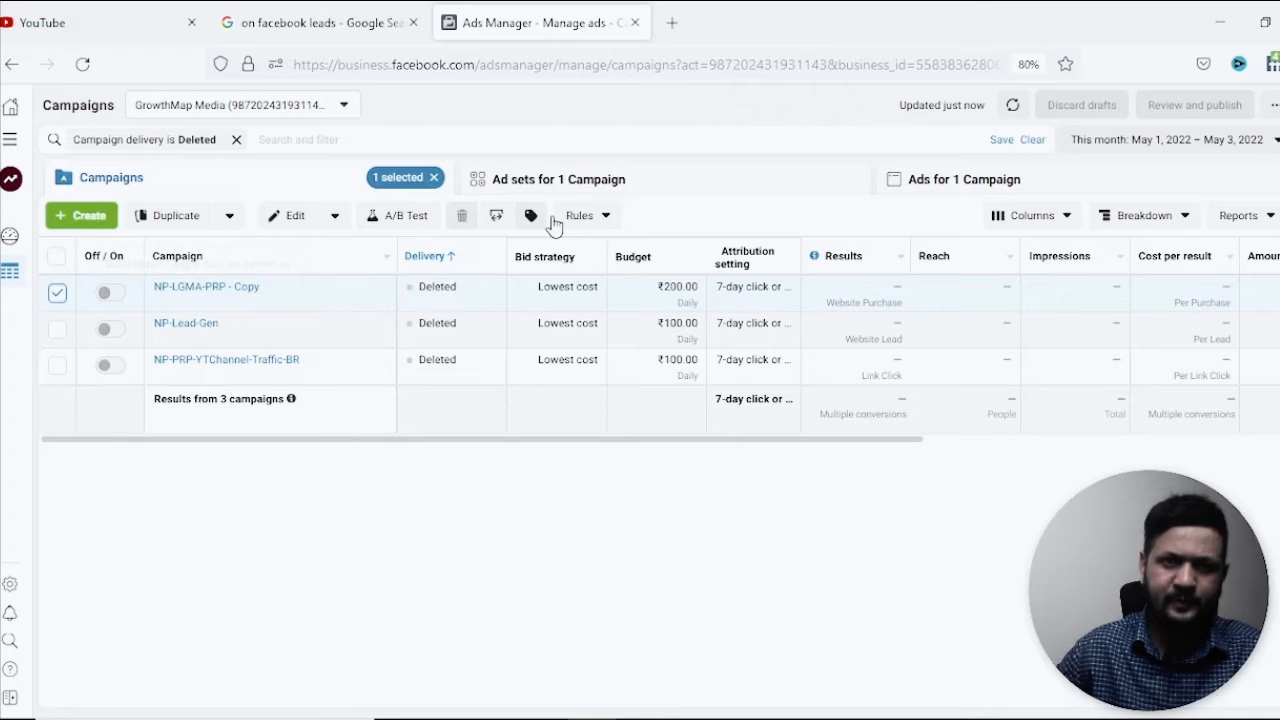 YouTube
on facebook leads - Google Sea
Ads Manager - Manage ads - C
https://business.facebook.com/adsmanager/manage/campaigns?act=987202431931143&business_id=55838362806
80%
Campaigns
GrowthMap Media (98720243193114...
Updated just now
Discard drafts
Review and publish
Campaign delivery is Deleted
Search and filter
Save Clear
This month: May 1, 2022 – May 3, 2022
Campaigns
1 selected
Ad sets for 1 Campaign
Ads for 1 Campaign
+ Create
Duplicate
Edit
A/B Test
Rules
Columns
Breakdown
Reports
Off / On
Campaign
Delivery ↑
Bid strategy
Budget
Attribution
setting
Results
Reach
Impressions
Cost per result
Amoun
NP-LGMA-PRP - Copy
Deleted
Lowest cost
₹200.00
Daily
7-day click or ...
—
Website Purchase
—
—
—
Per Purchase
NP-Lead-Gen
Deleted
Lowest cost
₹100.00
Daily
7-day click or ...
—
Website Lead
—
—
—
Per Lead
NP-PRP-YTChannel-Traffic-BR
Deleted
Lowest cost
₹100.00
Daily
7-day click or ...
—
Link Click
—
—
—
Per Link Click
Results from 3 campaigns
7-day click or ...
—
Multiple conversions
—
People
—
Total
—
Multiple conversions